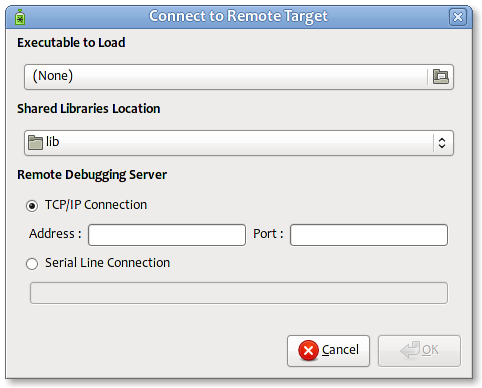 Connect to Remote Target
Executable to Load
(None)
Shared Libraries Location
lib
Remote Debugging Server
TCP/IP Connection
Address : Port :
Serial Line Connection
Cancel OK